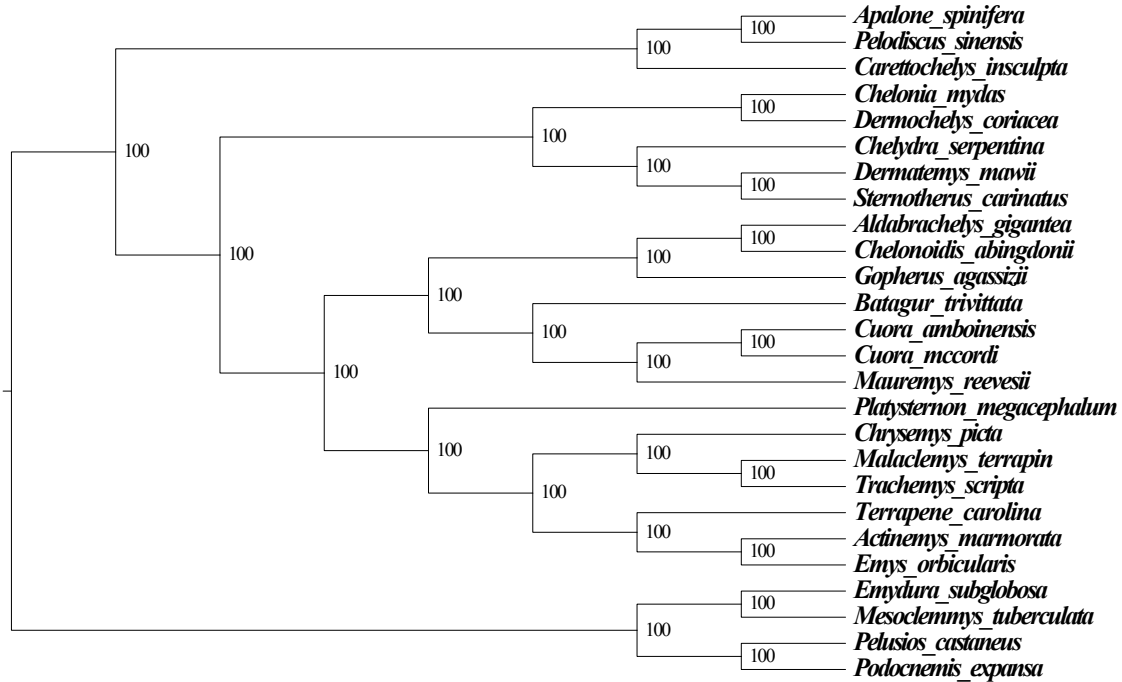 Apalone_spinifera
100
Pelodiscus_sinensis
100
Carettochelys_insculpta
Chelonia_mydas
100
Dermochelys_coriacea
100
Chelydra_serpentina
100
100
Dermatemys_mawii
100
Sternotherus_carinatus
Aldabrachelys_gigantea
100
Chelonoidis_abingdonii
100
100
Gopherus_agassizii
100
Batagur_trivittata
100
Cuora_amboinensis
100
Cuora_mccordi
100
100
Mauremys_reevesii
Platysternon_megacephalum
Chrysemys_picta
100
100
Malaclemys_terrapin
100
Trachemys_scripta
100
Terrapene_carolina
100
Actinemys_marmorata
100
Emys_orbicularis
Emydura_subglobosa
100
Mesoclemmys_tuberculata
100
Pelusios_castaneus
100
Podocnemis_expansa